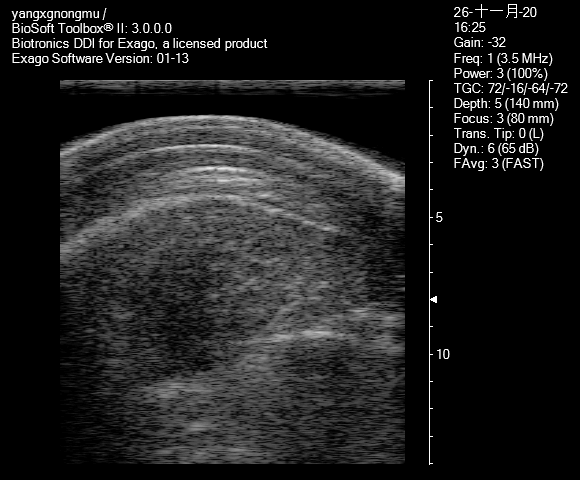 yangxgnongmu /
BioSoft Toolbox® II: 3.0.0.0
Biotronics DDI for Exago, a licensed product
Exago Software Version: 01-13
26-十一月-20
16:25
Gain: -32
Freq: 1 (3.5 MHz)
Power: 3 (100%)
TGC: 72/-16/-64/-72
Depth: 5 (140 mm)
Focus: 3 (80 mm)
Trans. Tip: 0 (L)
Dyn.: 6 (65 dB)
FAvg: 3 (FAST)
5
10